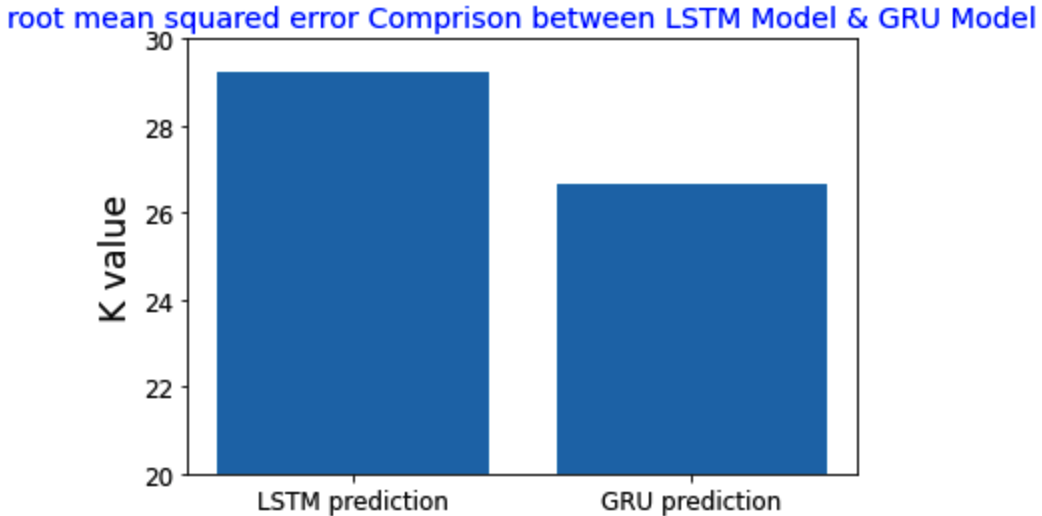 root mean squared error Comprison between LSTM Model & GRU Model
30
28
26
24
22
20
K value
LSTM prediction
GRU prediction